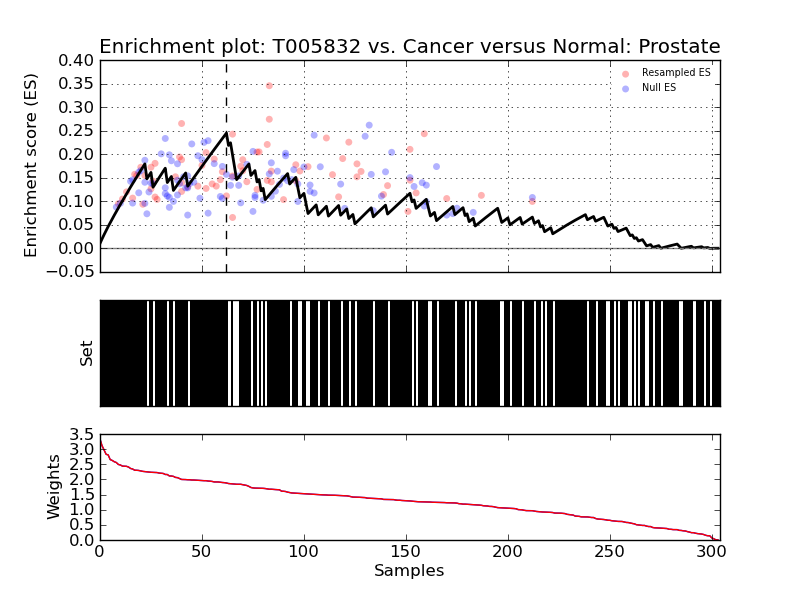 Enrichment plot: T005832 vs. Cancer versus Normal: Prostate
Enrichment score (ES)
0.40
0.35
0.30
0.25
0.20
0.15
0.10
0.05
0.00
−0.05
Resampled ES
Null ES
Set
Weights
3.5
3.0
2.5
2.0
1.5
1.0
0.5
0.0
0 50 100 150 200 250 300
Samples